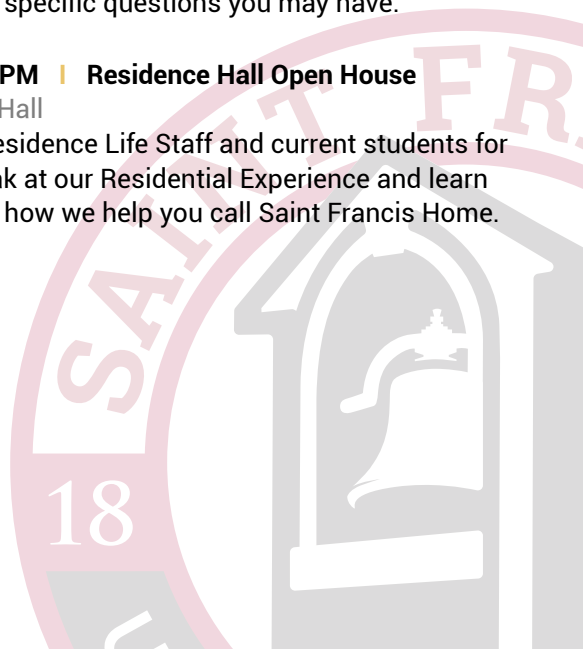 specific questions you may have.
PM | Residence Hall Open House
Hall
esidence Life Staff and current students for
k at our Residential Experience and learn
how we help you call Saint Francis Home.
SAINT FR
18